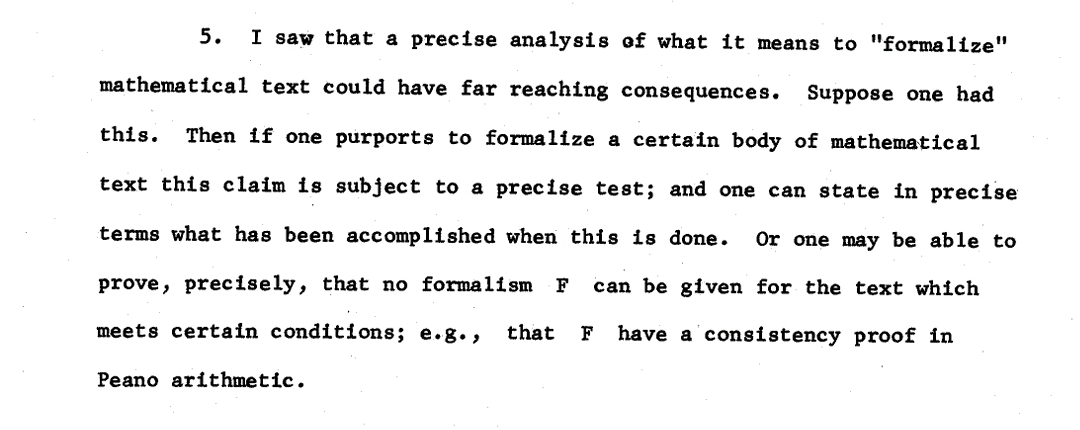 5. I saw that a precise analysis of what it means to "formalize"
mathematical text could have far reaching consequences. Suppose one had
this. Then if one purports to formalize a certain body of mathematical
text this claim is subject to a precise test; and one can state in precise
terms what has been accomplished when this is done. Or one may be able to
prove, precisely, that no formalism F can be given for the text which
meets certain conditions; e.g., that F have a consistency proof in
Peano arithmetic.